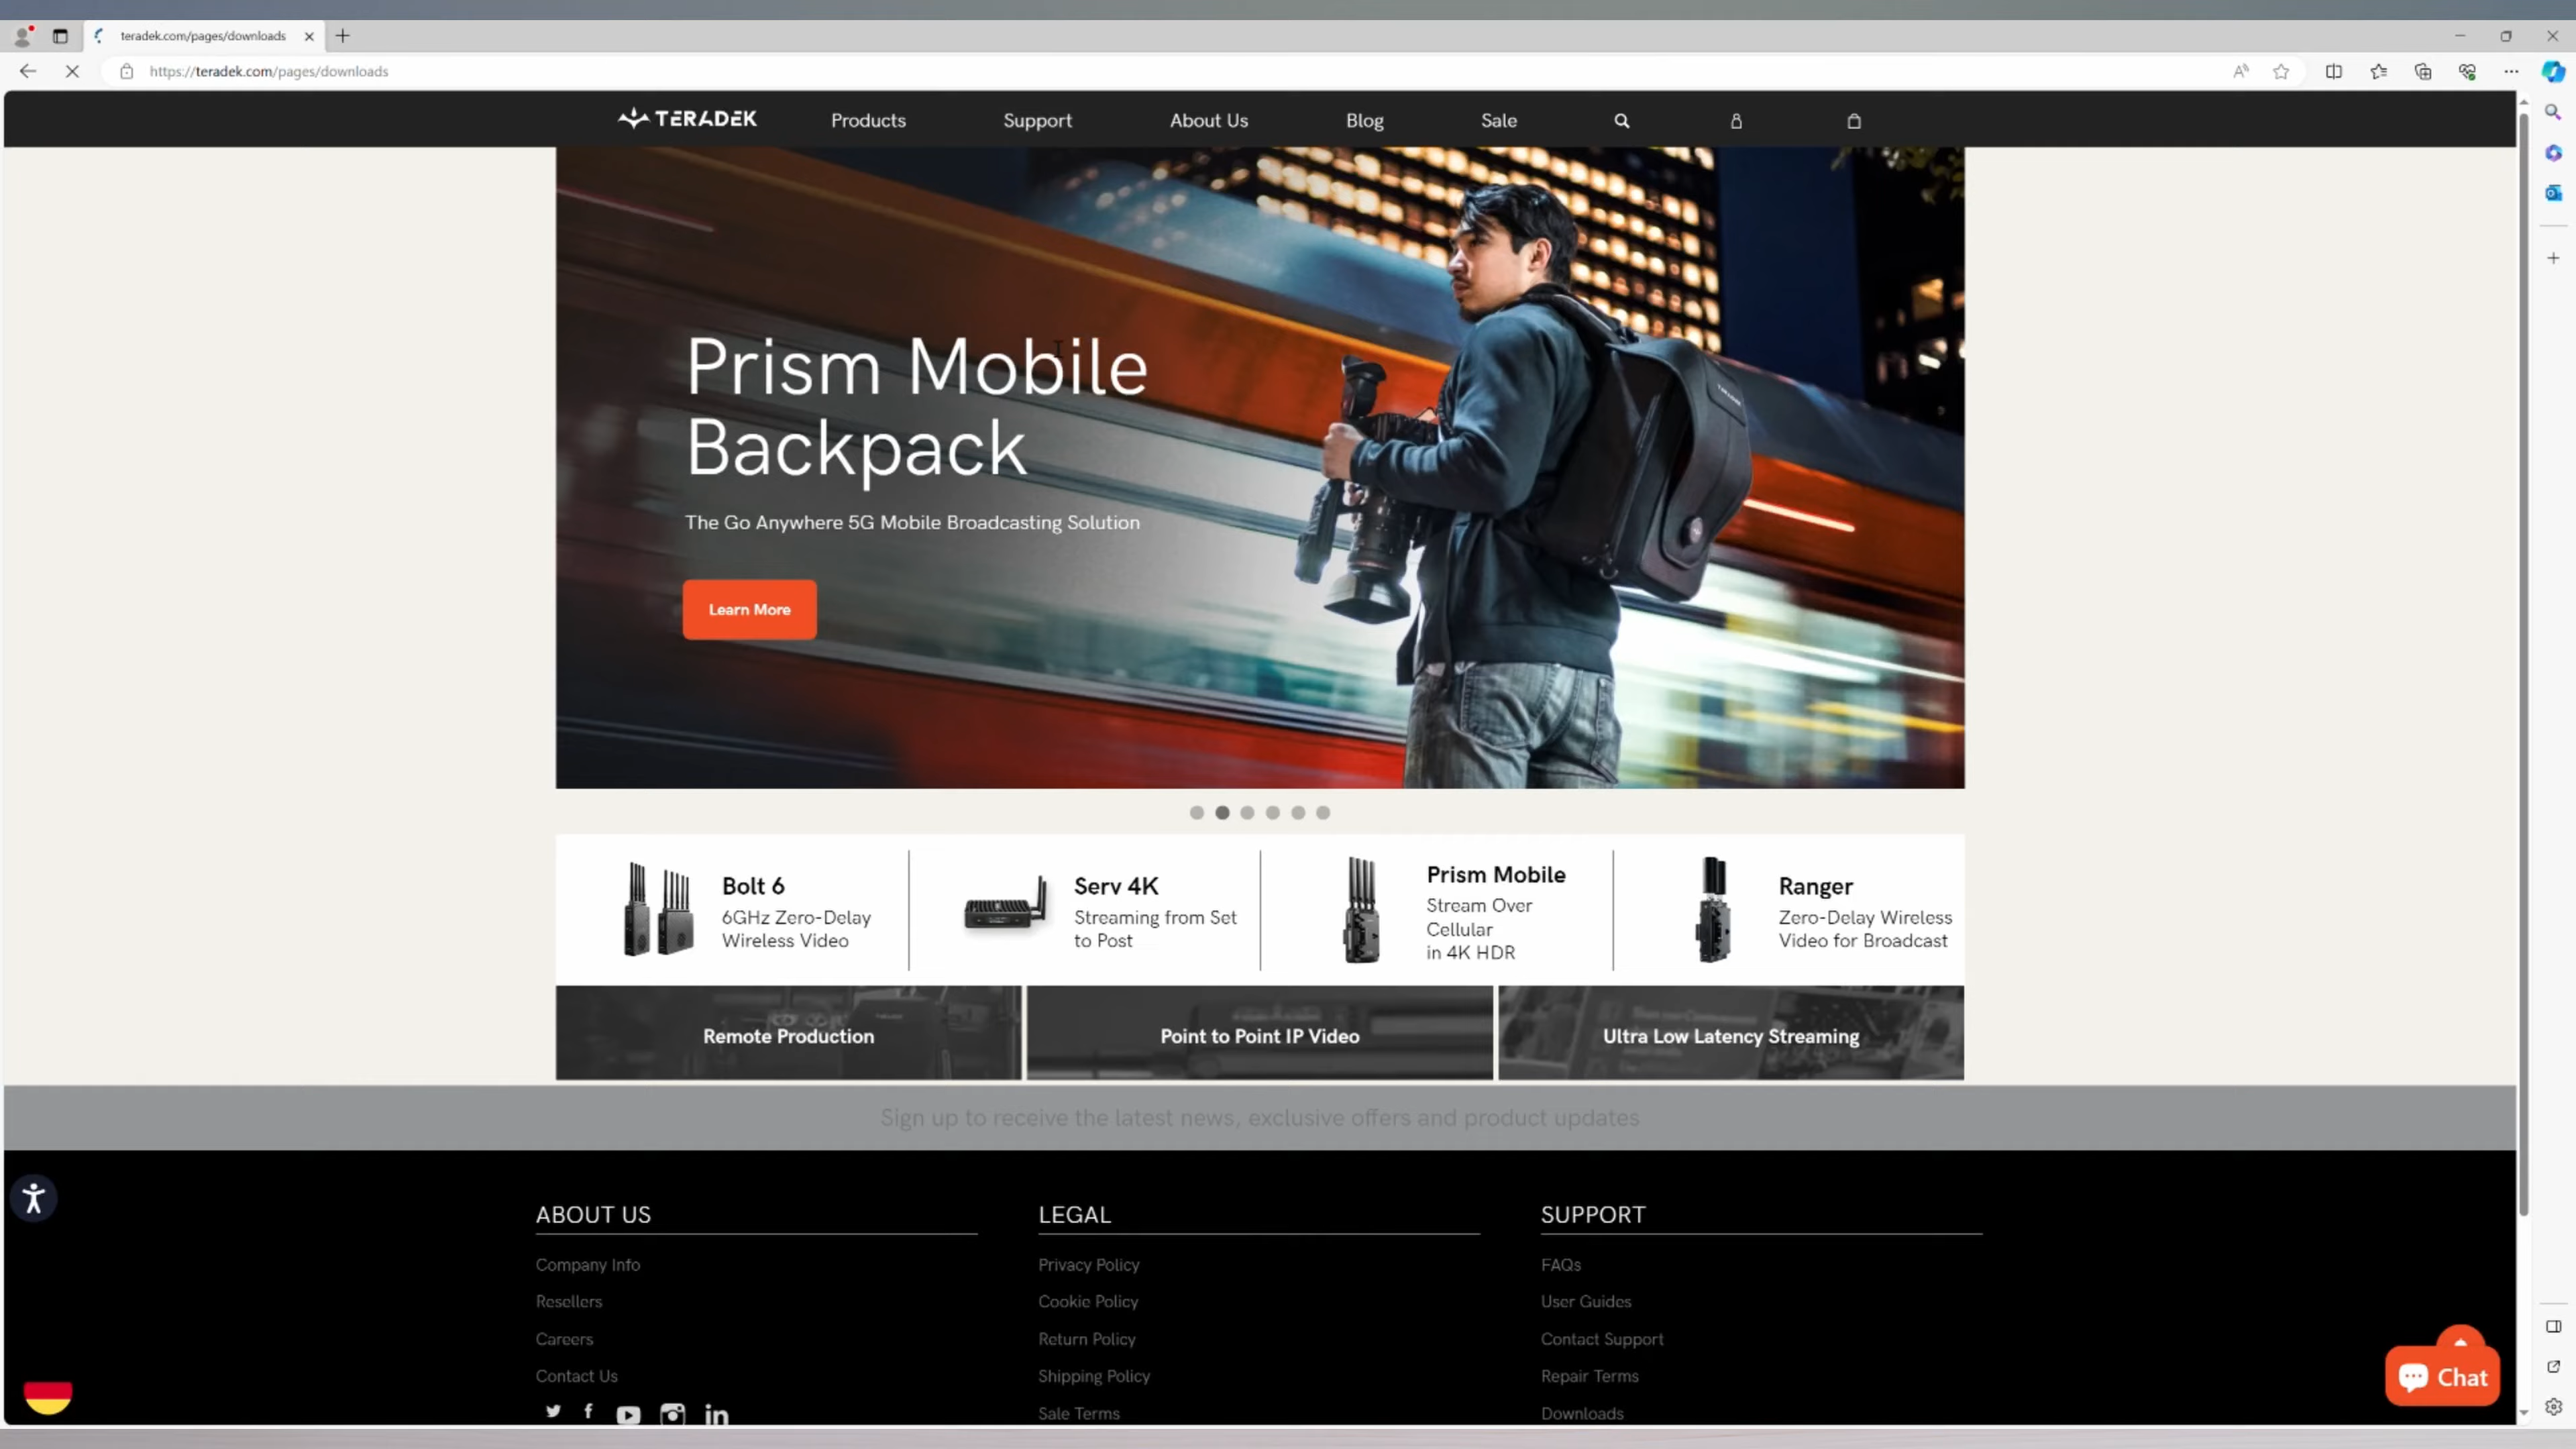 teradek.com/pages/downloads
https://teradek.com/pages/downloads
TERADEK
Products
Support
About Us
Blog
Sale
Prism Mobile
Backpack
The Go Anywhere 5G Mobile Broadcasting Solution
Learn More
Bolt 6
6GHz Zero-Delay
Wireless Video
Serv 4K
Streaming from Set
to Post
Prism Mobile
Stream Over
Cellular
in 4K HDR
Ranger
Zero-Delay Wireless
Video for Broadcast
Remote Production
Point to Point IP Video
Ultra Low Latency Streaming
Sign up to receive the latest news, exclusive offers and product updates
ABOUT US
Company Info
Resellers
Careers
Contact Us
LEGAL
Privacy Policy
Cookie Policy
Return Policy
Shipping Policy
Sale Terms
SUPPORT
FAQs
User Guides
Contact Support
Repair Terms
Downloads
Chat